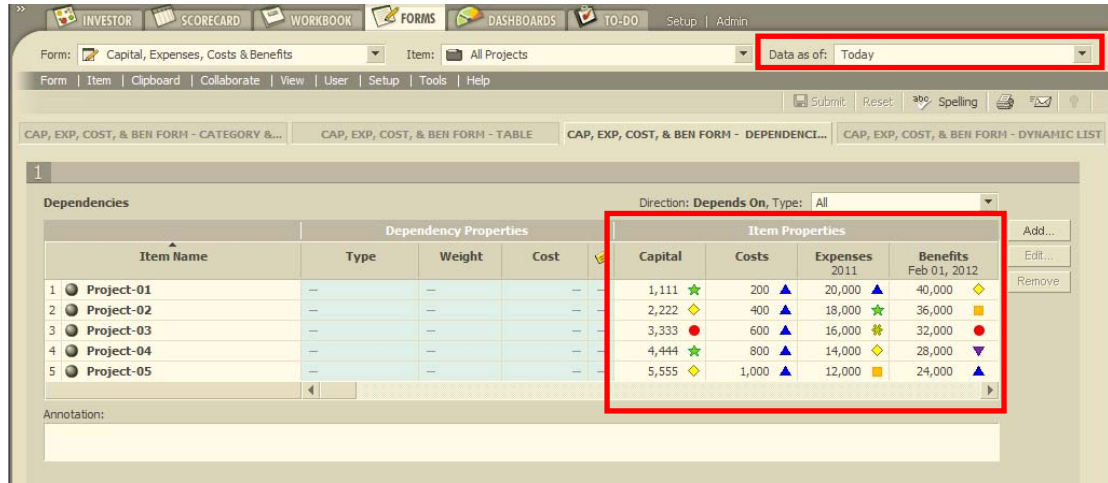 »
INVESTOR SCORECARD WORKBOOK FORMS DASHBOARDS TO-DO Setup | Admin
Form: Capital, Expenses, Costs & Benefits Item: All Projects Data as of: Today
Form | Item | Clipboard | Collaborate | View | User | Setup | Tools | Help
Submit Reset abc Spelling
CAP, EXP, COST, & BEN FORM - CATEGORY &... CAP, EXP, COST, & BEN FORM - TABLE CAP, EXP, COST, & BEN FORM - DEPENDENCI... CAP, EXP, COST, & BEN FORM - DYNAMIC LIST
1
Dependencies Direction: Depends On, Type: All
Dependency Properties Item Properties Add...
Item Name Type Weight Cost Capital Costs Expenses Benefits Edit...
2011 Feb 01, 2012
Remove
1 Project-01 — — — — 1,111 200 20,000 40,000
2 Project-02 — — — — 2,222 400 18,000 36,000
3 Project-03 — — — — 3,333 600 16,000 32,000
4 Project-04 — — — — 4,444 800 14,000 28,000
5 Project-05 — — — — 5,555 1,000 12,000 24,000
Annotation: